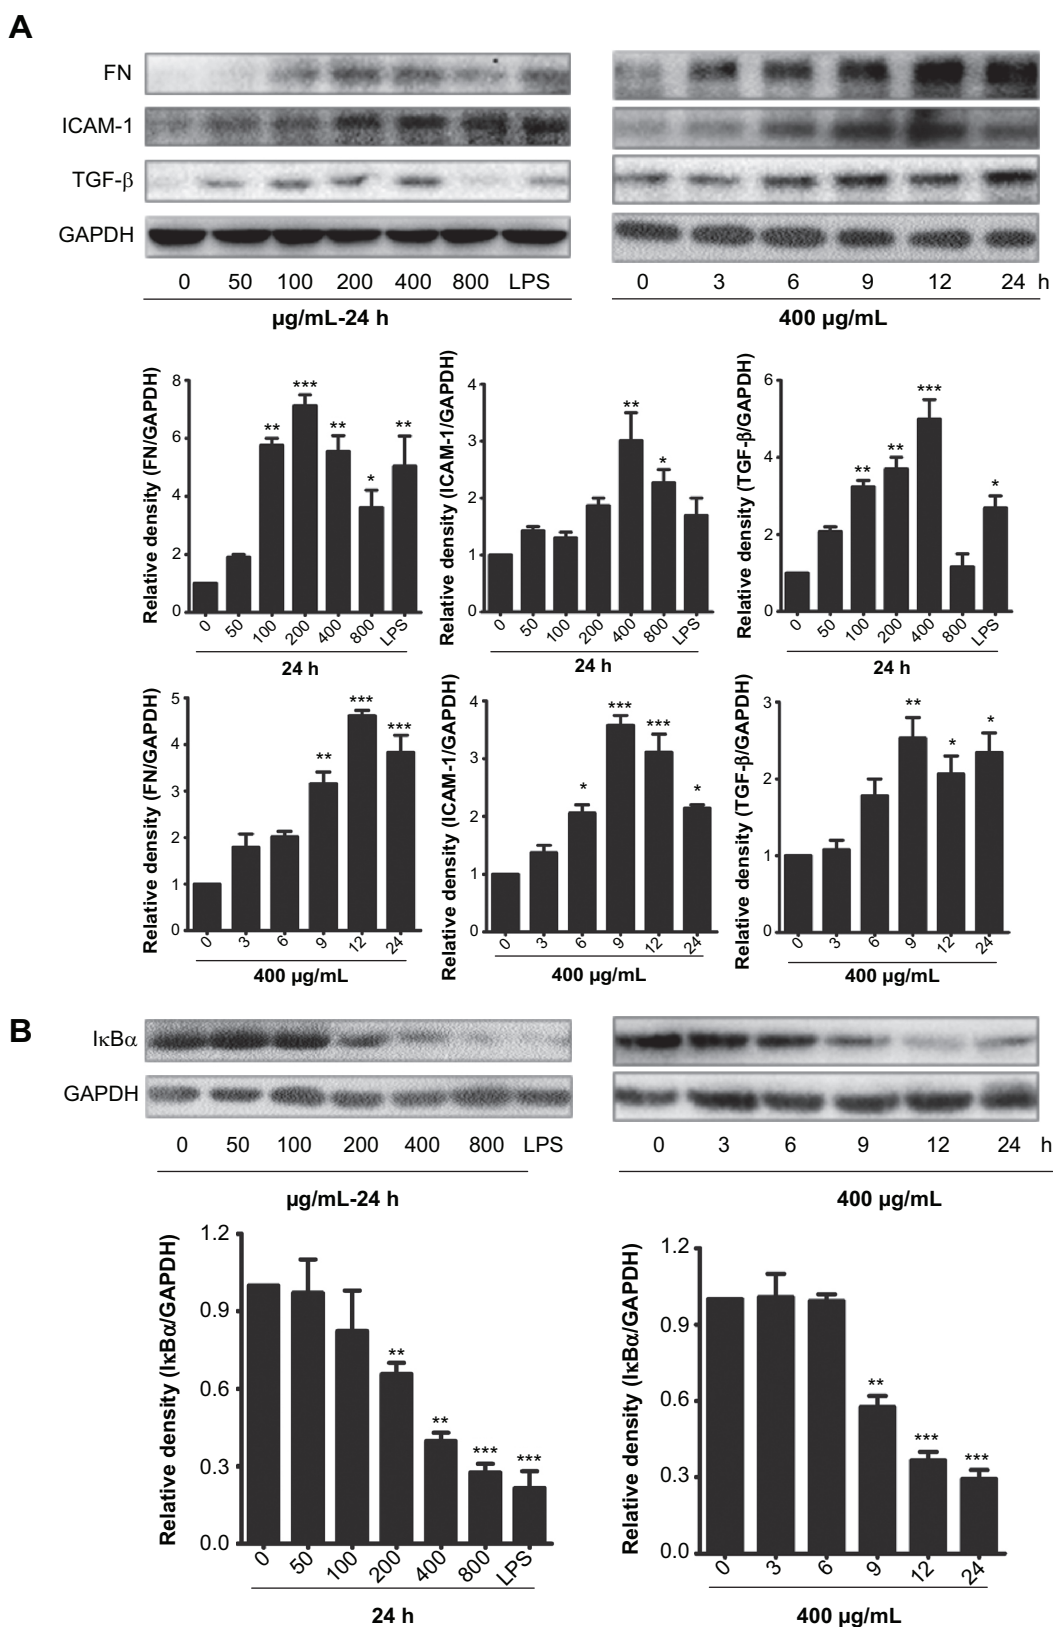 A
FN
ICAM-1
TGF-β
GAPDH
0 50 100 200 400 800 LPS
µg/mL-24 h
0 3 6 9 12 24 h
400 µg/mL
Relative density (FN/GAPDH)
8
6
4
2
0
** *** ** * **
0 50 100 200 400 800 LPS
24 h
Relative density (ICAM-1/GAPDH)
4
3
2
1
0
** *
0 50 100 200 400 800 LPS
24 h
Relative density (TGF-β/GAPDH)
6
4
2
0
** ** *** *
0 50 100 200 400 800 LPS
24 h
Relative density (FN/GAPDH)
5
4
3
2
1
0
** *** ***
0 3 6 9 12 24
400 µg/mL
Relative density (ICAM-1/GAPDH)
4
3
2
1
0
* *** *** *
0 3 6 9 12 24
400 µg/mL
Relative density (TGF-β/GAPDH)
3
2
1
0
** * *
0 3 6 9 12 24
400 µg/mL
B
IκBα
GAPDH
0 50 100 200 400 800 LPS
µg/mL-24 h
0 3 6 9 12 24 h
400 µg/mL
Relative density (IκBα/GAPDH)
1.2
0.9
0.6
0.3
0.0
** ** *** ***
0 50 100 200 400 800 LPS
24 h
Relative density (IκBα/GAPDH)
1.2
0.9
0.6
0.3
0.0
** *** ***
0 3 6 9 12 24
400 µg/mL